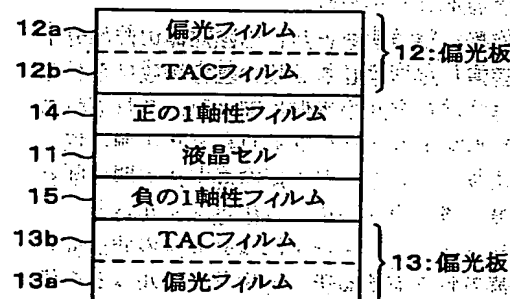 12a 偏光フィルム
12b TACフィルム 12:偏光板
14 正の1軸性フィルム
11 液晶セル
15 負の1軸性フィルム
13b TACフィルム
13a 偏光フィルム 13:偏光板